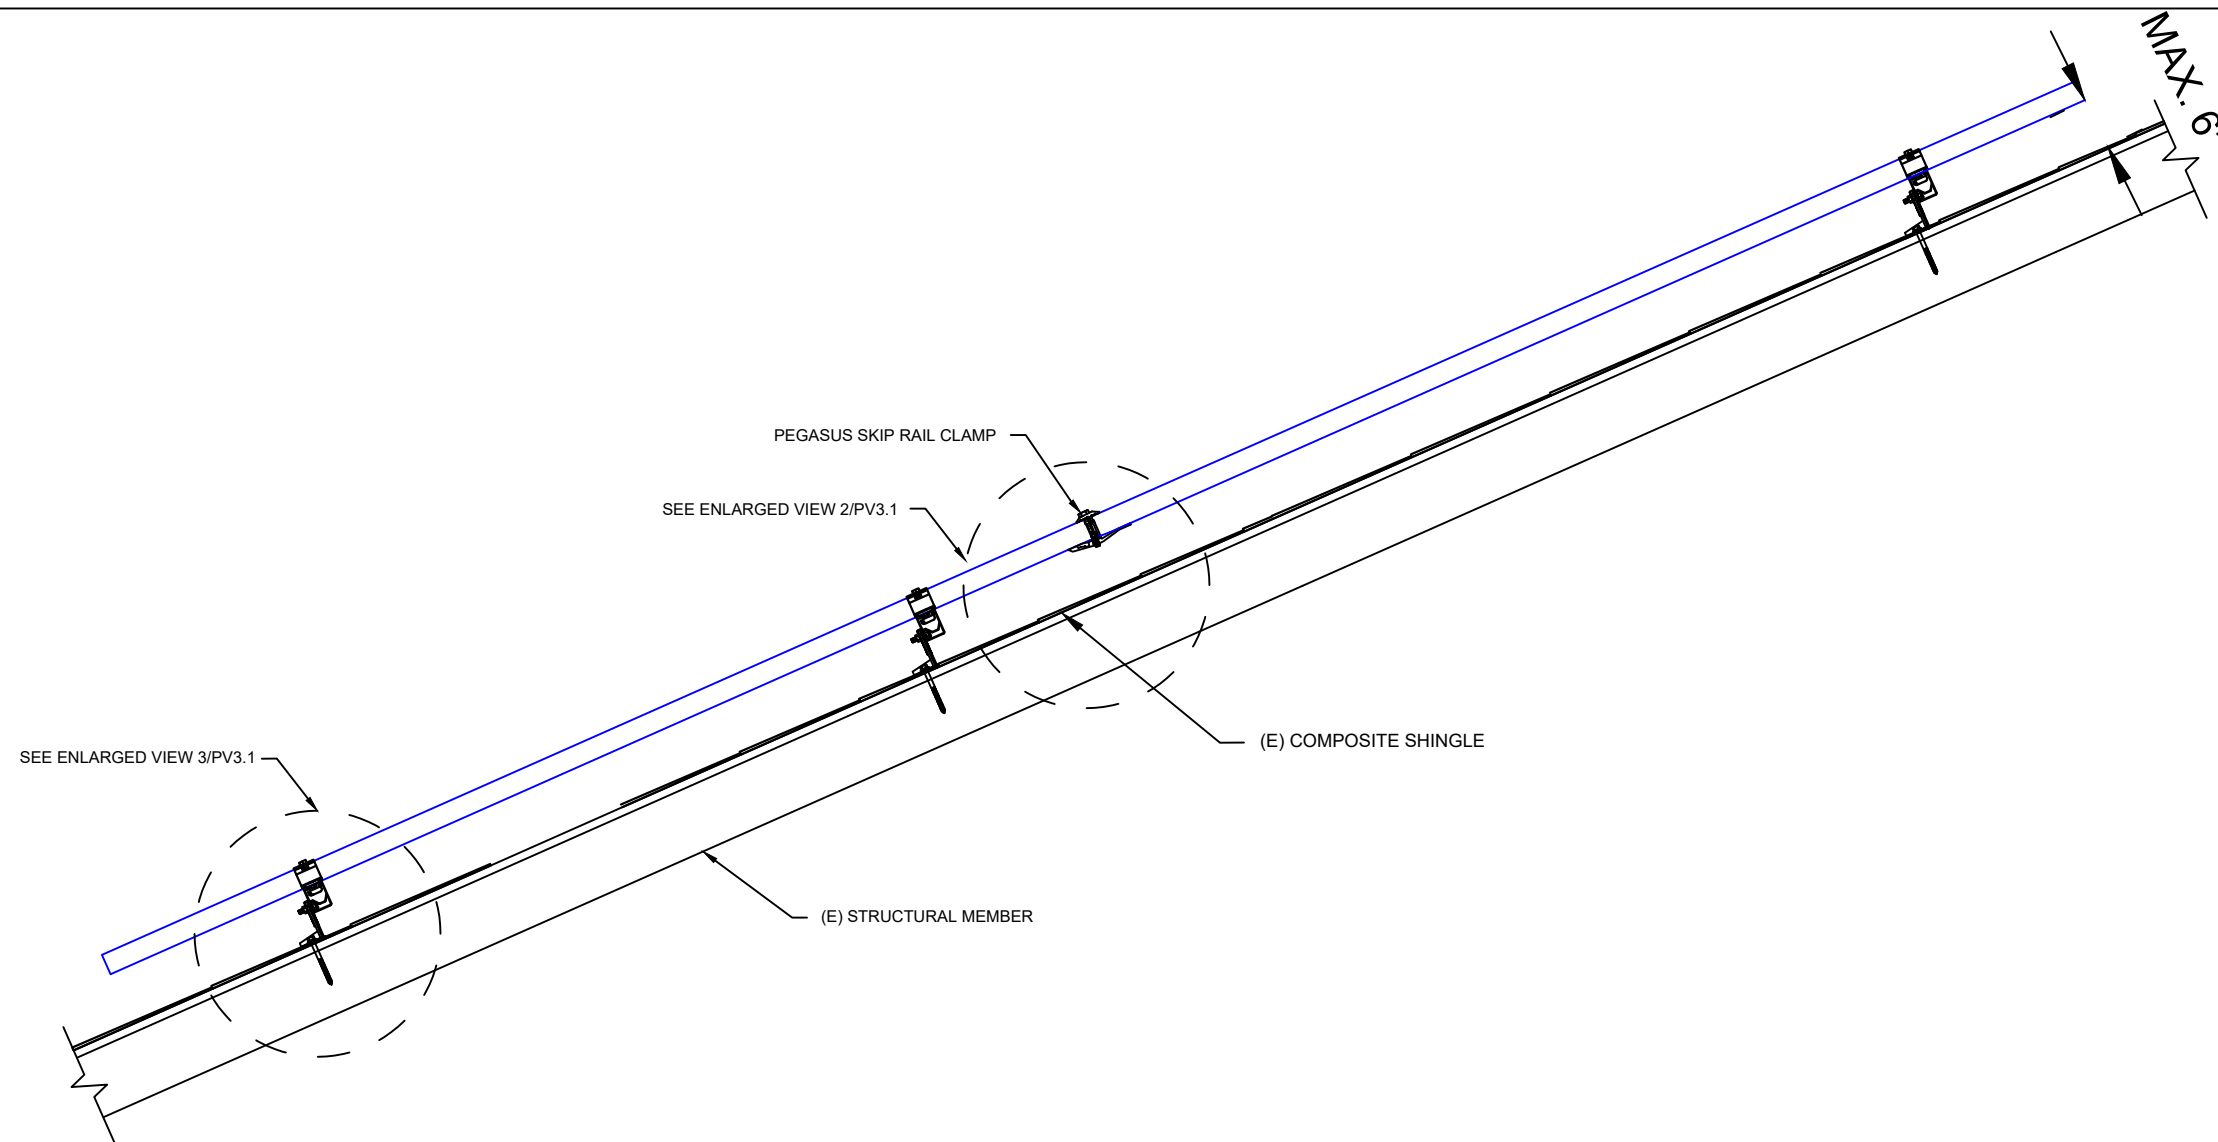 MAX. 6"
PEGASUS SKIP RAIL CLAMP
SEE ENLARGED VIEW 2/PV3.1
(E) COMPOSITE SHINGLE
SEE ENLARGED VIEW 3/PV3.1
(E) STRUCTURAL MEMBER